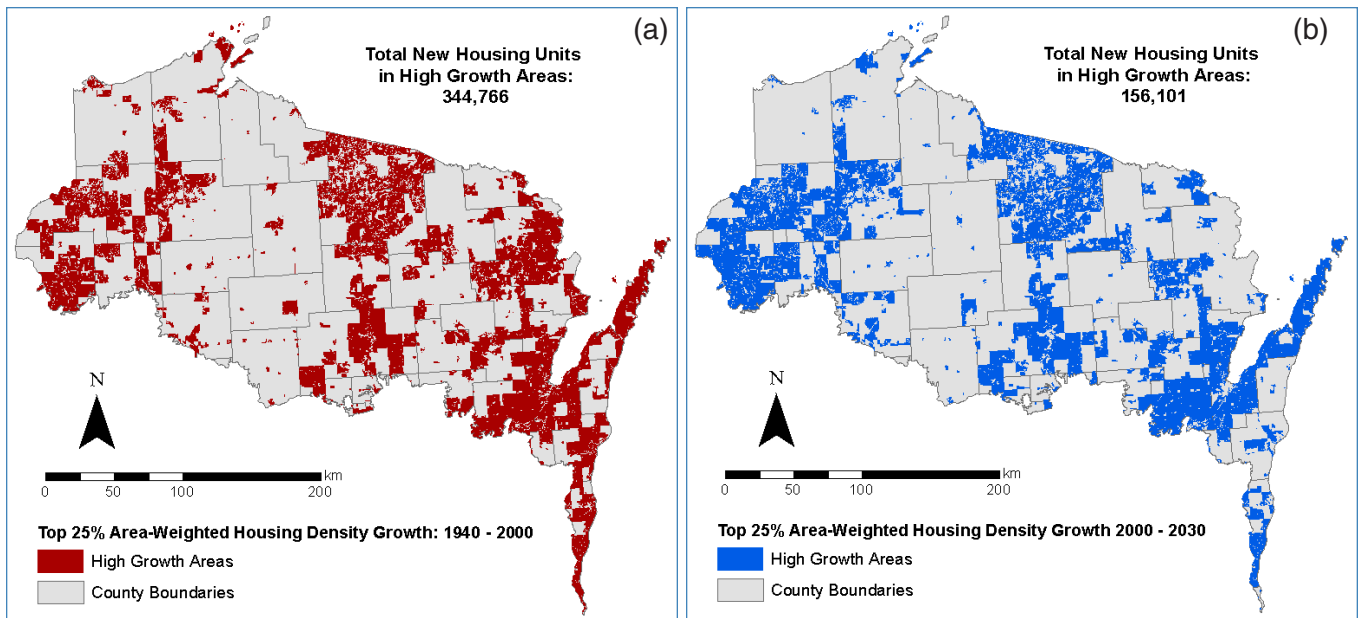 (a)
Total New Housing Units
in High Growth Areas:
344,766
N
km
0 50 100 200
Top 25% Area-Weighted Housing Density Growth: 1940 - 2000
High Growth Areas
County Boundaries
(b)
Total New Housing Units
in High Growth Areas:
156,101
N
km
0 50 100 200
Top 25% Area-Weighted Housing Density Growth 2000 - 2030
High Growth Areas
County Boundaries